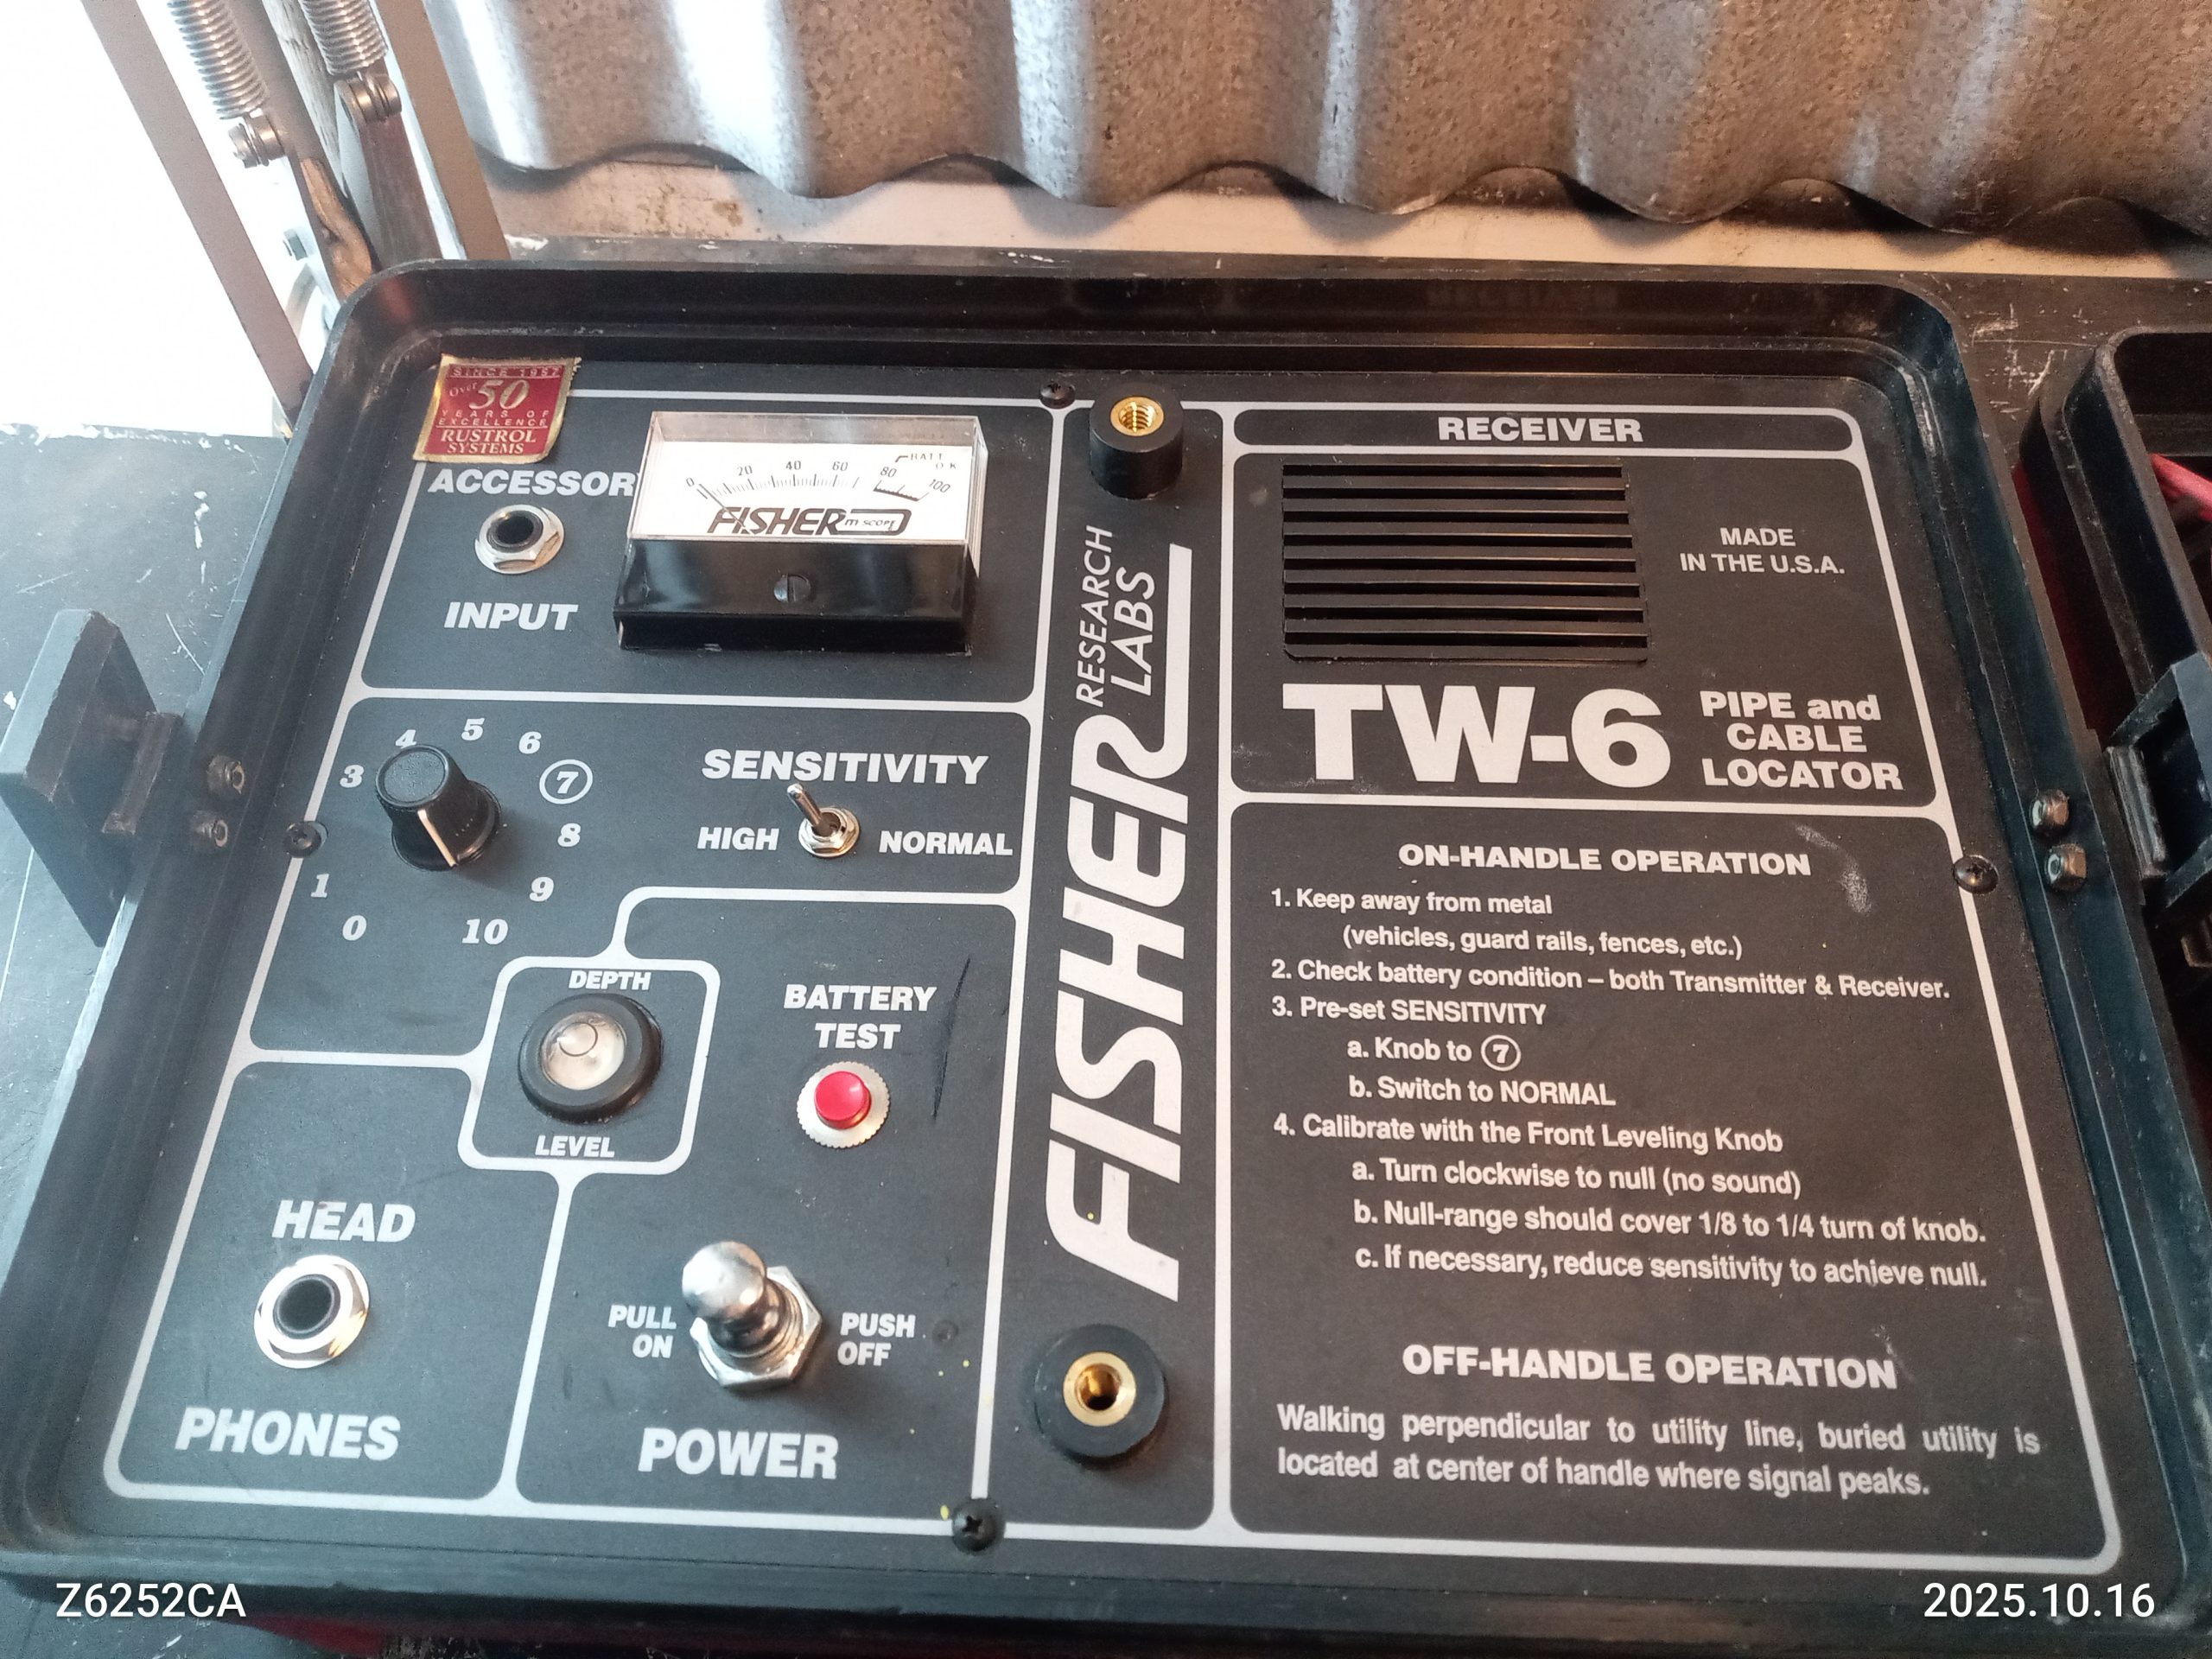 SINCE 1957
Over 50
YEARS OF
EXCELLENCE
RUSTROL
SYSTEMS
ACCESSORY
INPUT
0 20 40 60 80 100
BATT
O.K
FISHER m SCOPE
3 4 5 6 7 8 9 10 0 1
SENSITIVITY
HIGH NORMAL
DEPTH
LEVEL
BATTERY
TEST
HEAD
PHONES
PULL
ON
PUSH
OFF
POWER
FISHER RESEARCH
LABS
RECEIVER
MADE
IN THE U.S.A.
TW-6
PIPE and
CABLE
LOCATOR
ON-HANDLE OPERATION
1. Keep away from metal
(vehicles, guard rails, fences, etc.)
2. Check battery condition – both Transmitter & Receiver.
3. Pre-set SENSITIVITY
a. Knob to 7
b. Switch to NORMAL
4. Calibrate with the Front Leveling Knob
a. Turn clockwise to null (no sound)
b. Null-range should cover 1/8 to 1/4 turn of knob.
c. If necessary, reduce sensitivity to achieve null.
OFF-HANDLE OPERATION
Walking perpendicular to utility line, buried utility is
located at center of handle where signal peaks.
Z6252CA
2025.10.16